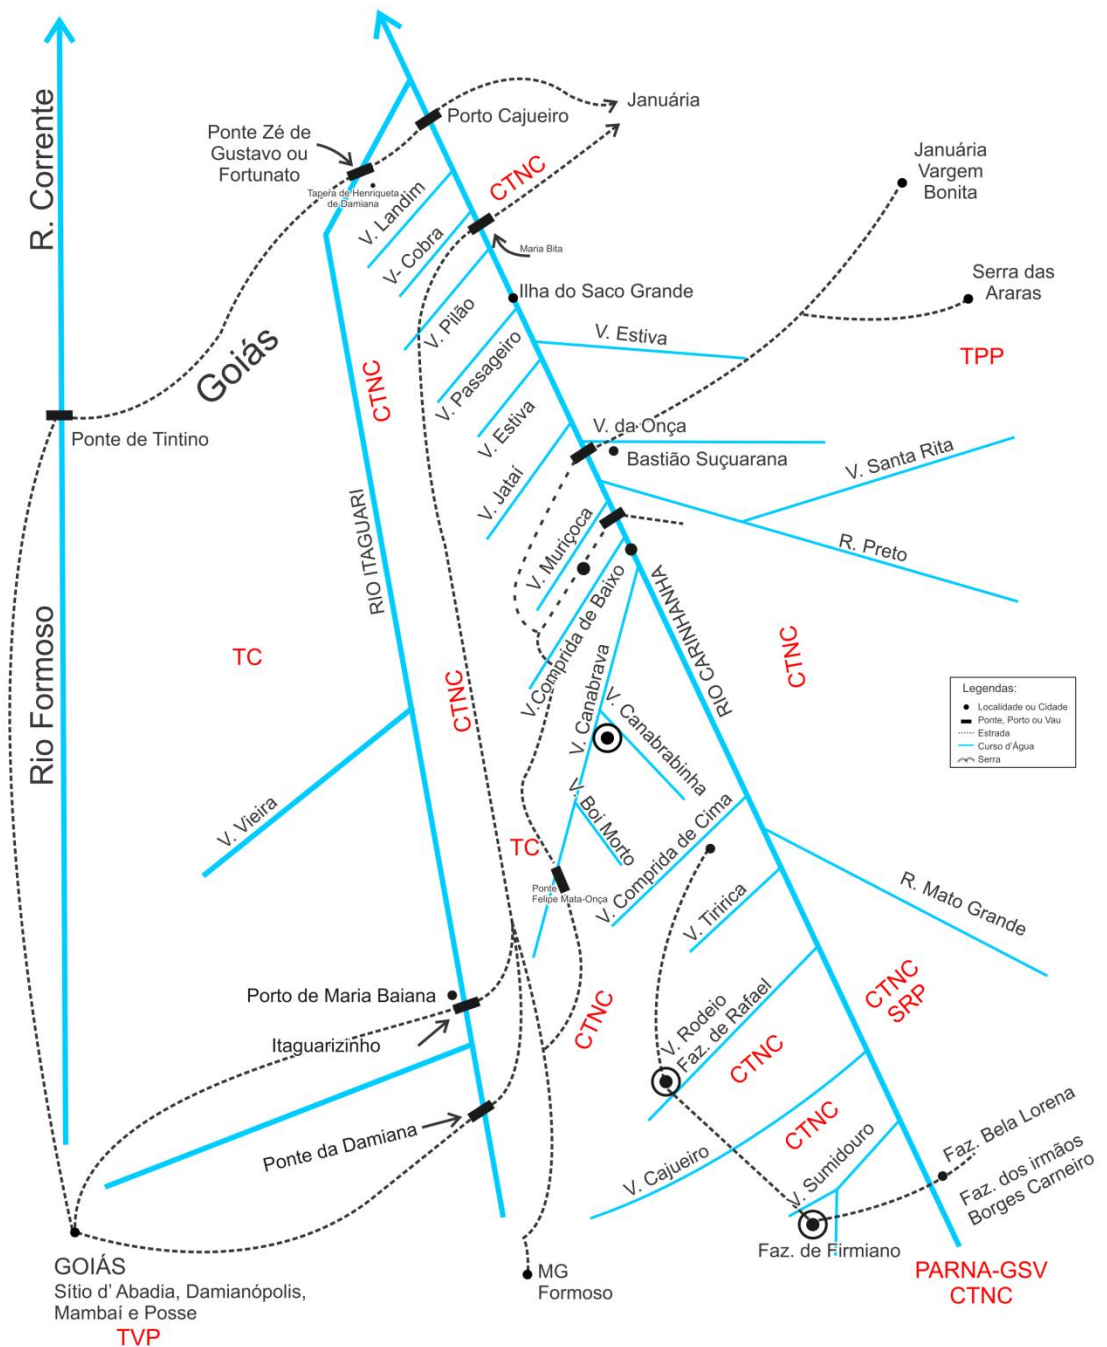 R. Corrente
Rio Formoso
Januária
Porto Cajueiro
Ponte Zé de
Gustavo ou
Fortunato
Tapera de Henriqueta
de Damiana
CTNC
Januária
Vargem
Bonita
V. Landim
V- Cobra
Maria Bita
Serra das
Araras
Ilha do Saco Grande
V. Pilão
V. Estiva
TPP
Goiás
CTNC
V. Passageiro
V. Estiva
Ponte de Tintino
V. da Onça
Bastião Suçuarana
V. Santa Rita
V. Jataí
RIO ITAGUARI
V. Muriçoca
R. Preto
V.Comprida de Baixo
RIO CARINHANHA
CTNC
TC
CTNC
V. Canabrava
V. Canabrabinha
Legendas:
Localidade ou Cidade
Ponte, Porto ou Vau
Estrada
Curso d'Água
Serra
V. Vieira
V. Boi Morto
TC
V. Comprida de Cima
Ponte
Felipe Mata-Onça
V. Tiririca
R. Mato Grande
Porto de Maria Baiana
Itaguarizinho
CTNC
V. Rodeio
Faz. de Rafael
CTNC
SRP
CTNC
CTNC
Ponte da Damiana
V. Cajueiro
V. Sumidouro
Faz. Bela Lorena
Faz. dos irmãos
Borges Carneiro
Faz. de Firmiano
GOIÁS
Sítio d' Abadia, Damianópolis,
Mambaí e Posse
TVP
MG
Formoso
PARNA-GSV
CTNC